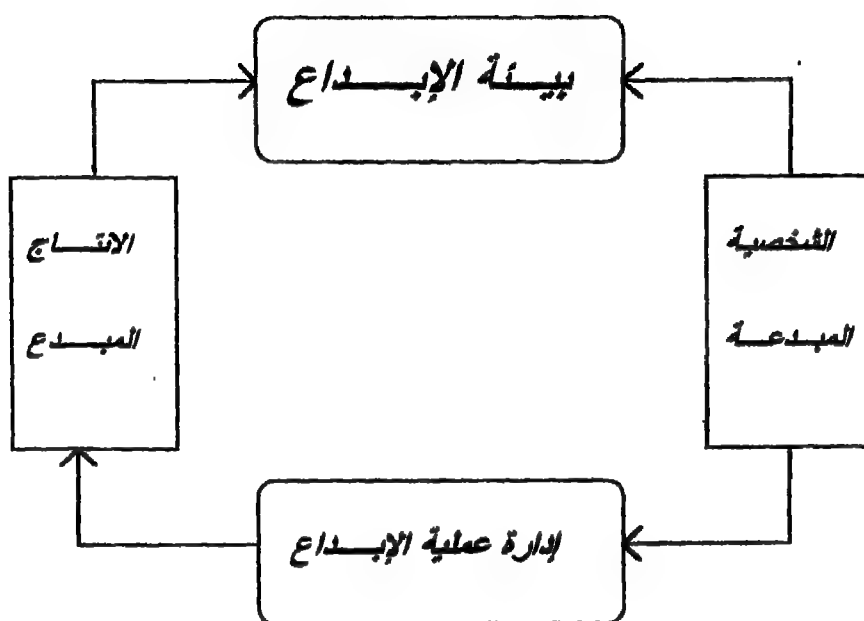 بيئة الإبداع
الشخصية
المبدعة
الانتاج
المبدع
إدارة عملية الإبداع